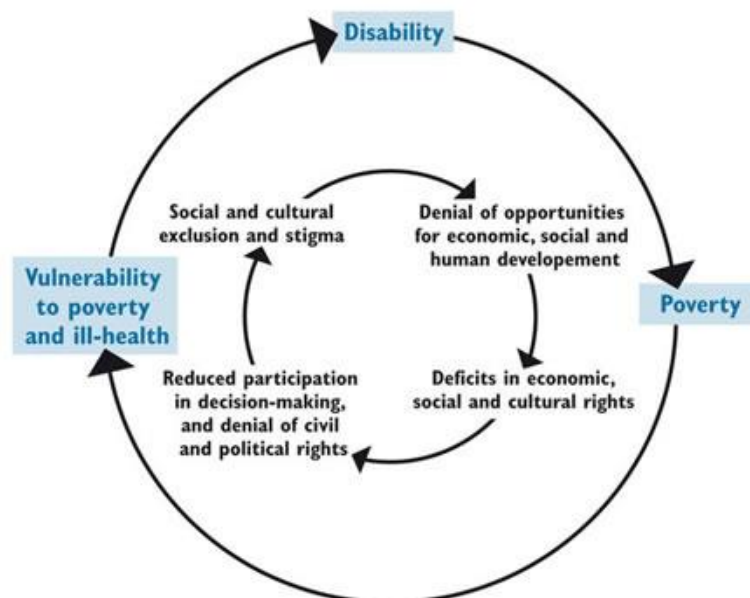 Disability
Social and cultural
exclusion and stigma
Denial of opportunities
for economic, social and
human developement
Vulnerability
to poverty
and ill-health
Poverty
Reduced participation
in decision-making,
and denial of civil
and political rights
Deficits in economic,
social and cultural rights